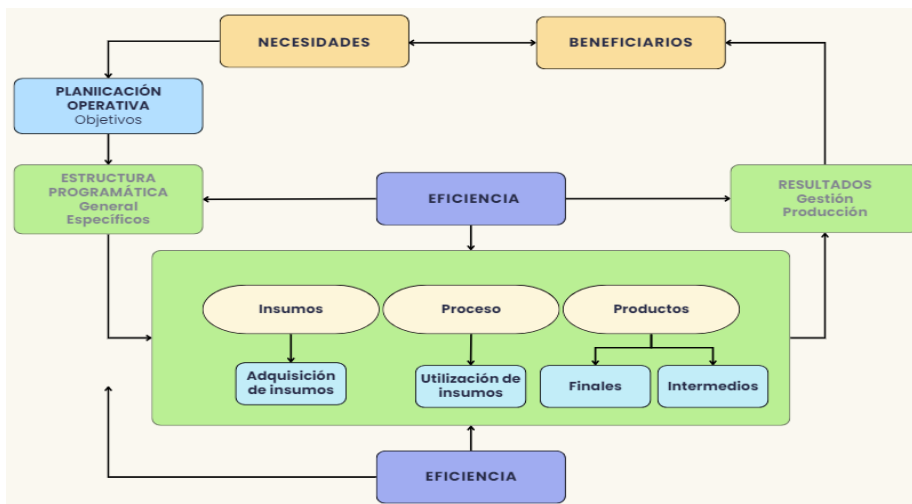 NECESIDADES
BENEFICIARIOS
PLANIICACIÓN
OPERATIVA
Objetivos
ESTRUCTURA
PROGRAMÁTICA
General
Específicos
EFICIENCIA
RESULTADOS
Gestión
Producción
Insumos
Proceso
Productos
Adquisición
de insumos
Utilización de
insumos
Finales
Intermedios
EFICIENCIA